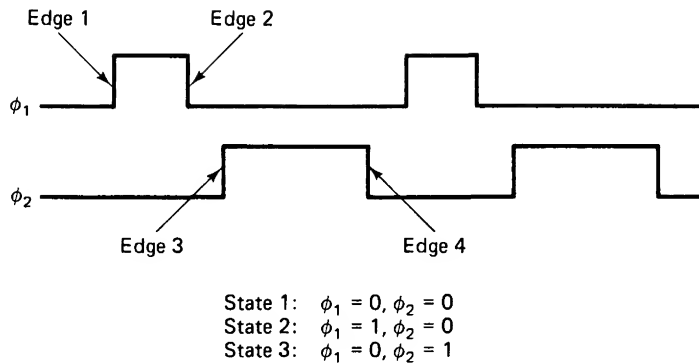 Edge 1 Edge 2
ϕ₁
ϕ₂
Edge 3 Edge 4
State 1: ϕ₁ = 0, ϕ₂ = 0
State 2: ϕ₁ = 1, ϕ₂ = 0
State 3: ϕ₁ = 0, ϕ₂ = 1